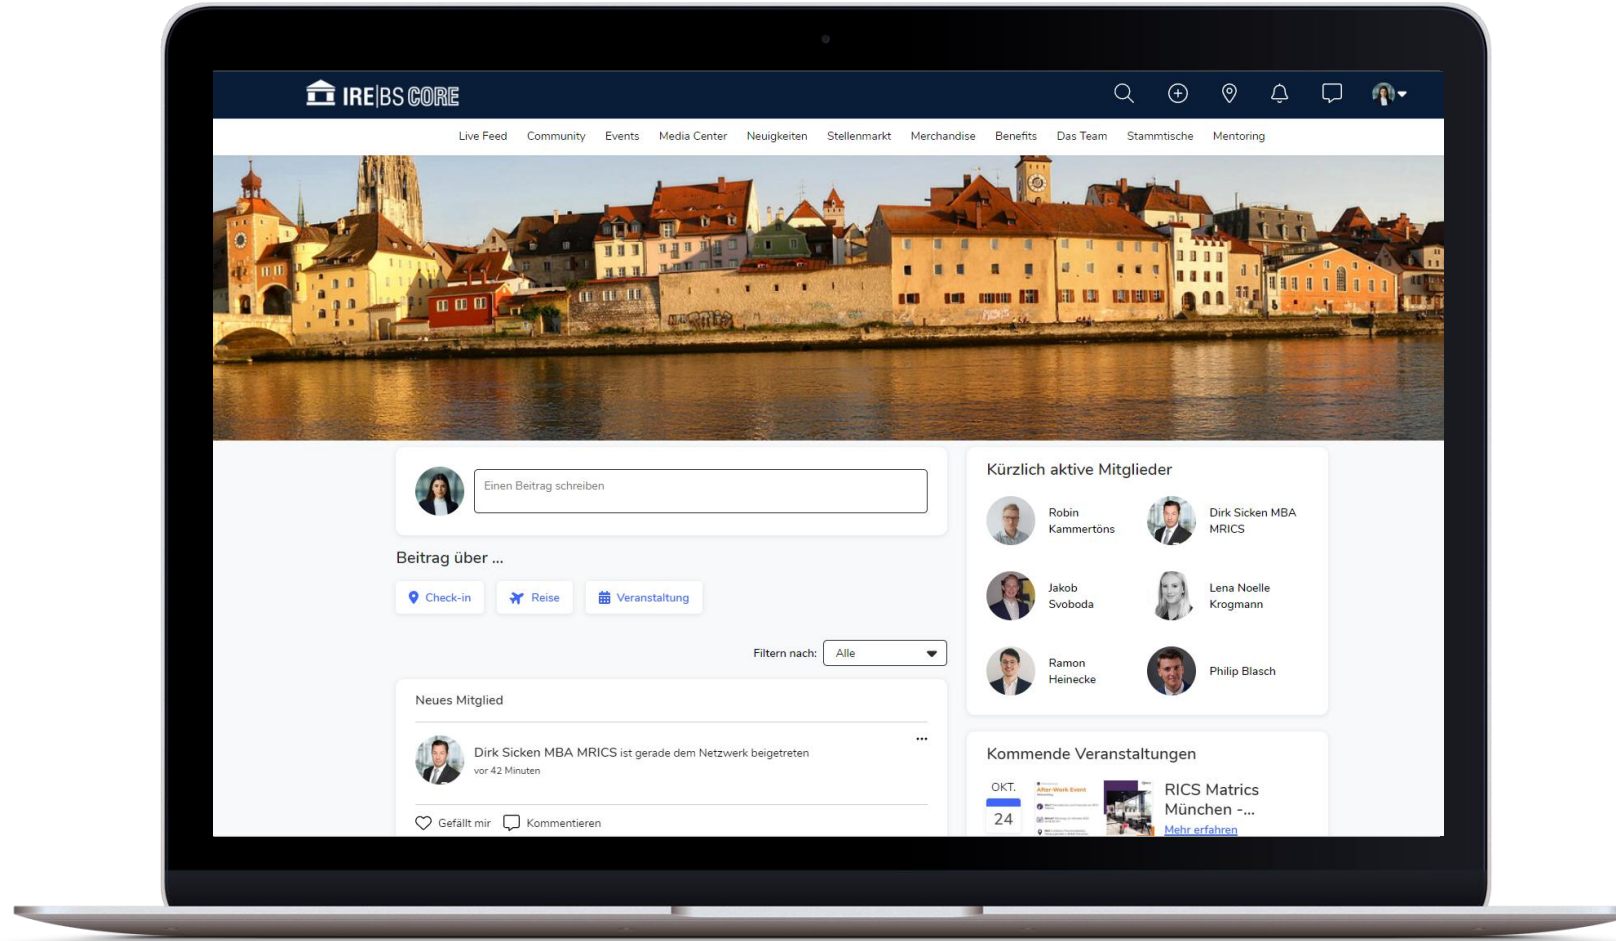 IRE|BS CORE
Live Feed Community Events Media Center Neuigkeiten Stellenmarkt Merchandise Benefits Das Team Stammtische Mentoring
Einen Beitrag schreiben
Beitrag über ...
Check-in Reise Veranstaltung
Filtern nach: Alle
Neues Mitglied
Dirk Sicken MBA MRICS ist gerade dem Netzwerk beigetreten
vor 42 Minuten
Gefällt mir Kommentieren
Kürzlich aktive Mitglieder
Robin
Kammertöns
Dirk Sicken MBA
MRICS
Jakob
Svoboda
Lena Noelle
Krogmann
Ramon
Heinecke
Philip Blasch
Kommende Veranstaltungen
OKT.
24
After-Work Event
RICS Matrics
München -...
Mehr erfahren